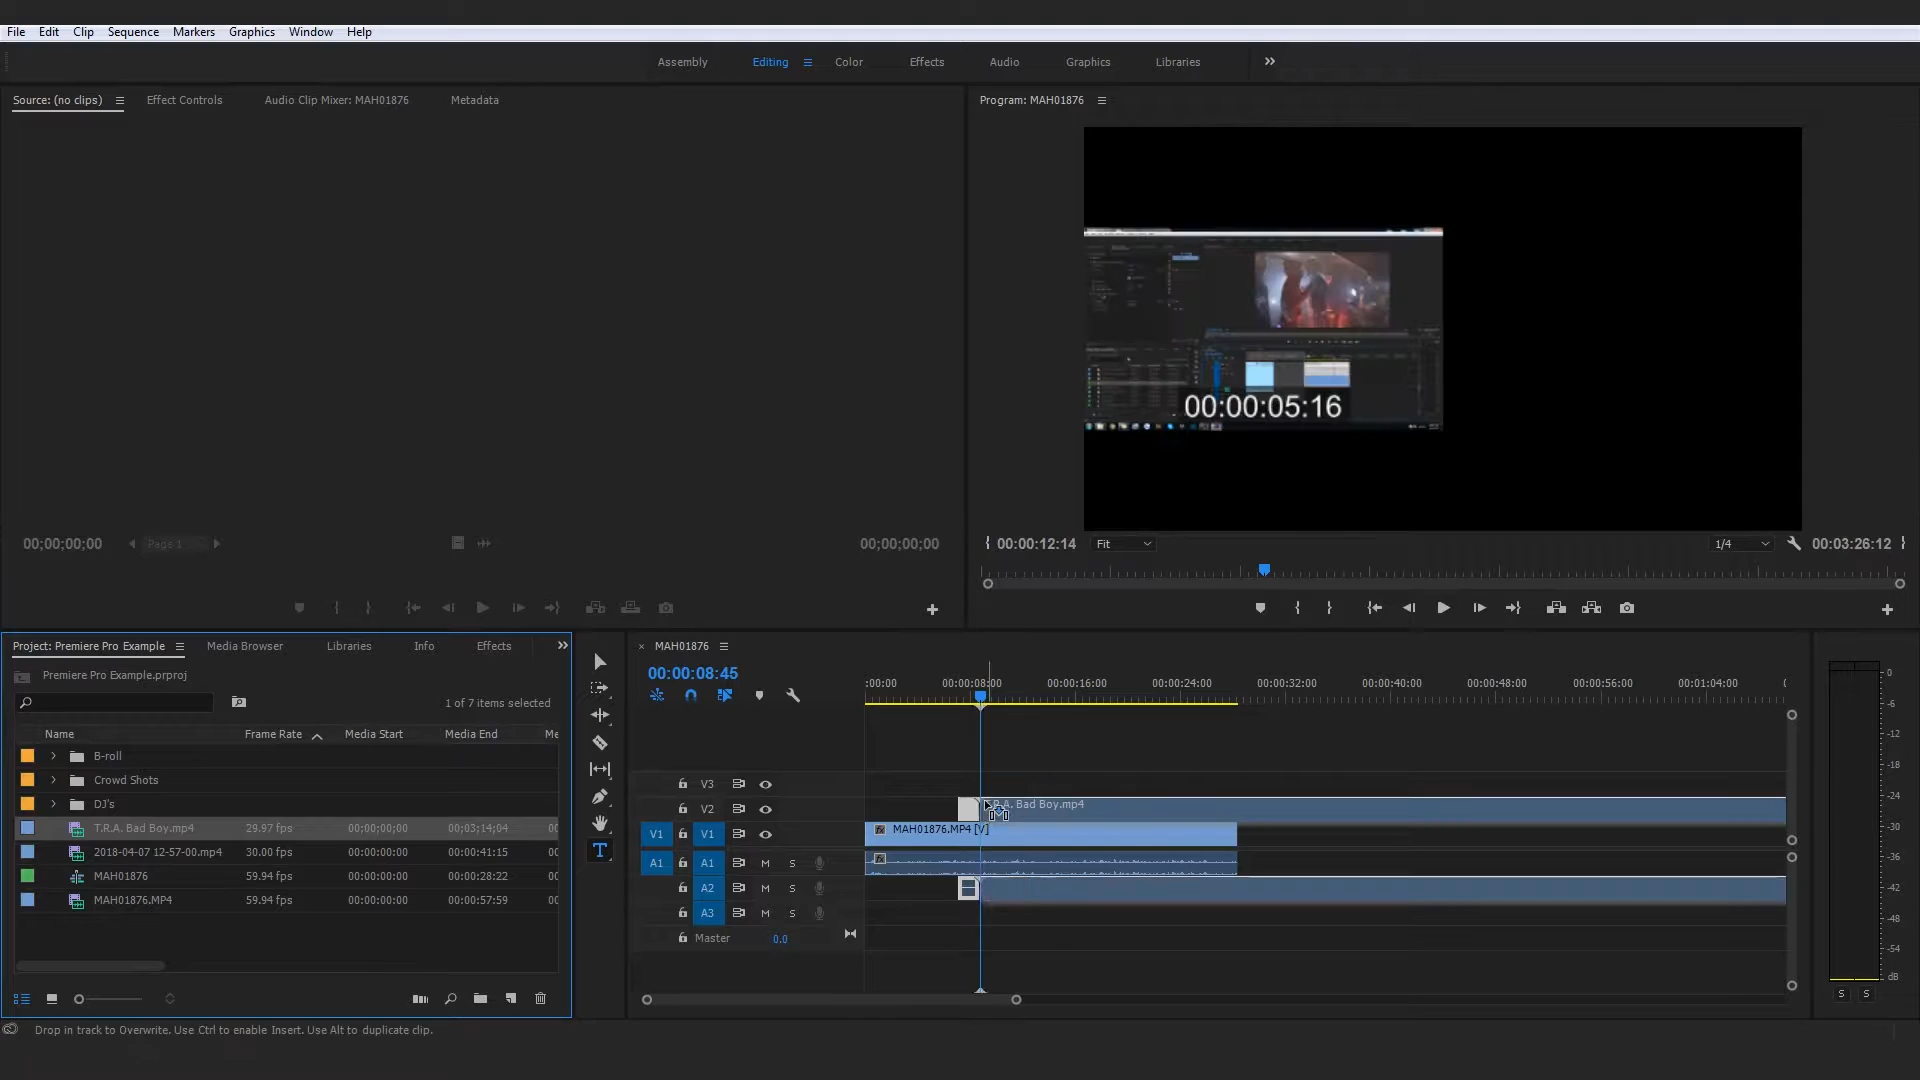 File Edit Clip Sequence Markers Graphics Window Help
Assembly Editing Color Effects Audio Graphics Libraries
Source: (no clips) Effect Controls Audio Clip Mixer: MAH01876 Metadata
Program: MAH01876
00:00:05:16
00;00;00;00 Page 1 00;00;00;00
00:00:12:14 Fit 1/4 00:03:26:12
Project: Premiere Pro Example Media Browser Libraries Info Effects
Premiere Pro Example.prproj
1 of 7 items selected
Name Frame Rate Media Start Media End Me
B-roll
Crowd Shots
DJ's
T.R.A. Bad Boy.mp4 29.97 fps 00;00;00;00 00;03;14;04 00
2018-04-07 12-57-00.mp4 30.00 fps 00:00:00:00 00:00:41:15 00
MAH01876 59.94 fps 00:00:00:00 00:00:28:22 00
MAH01876.MP4 59.94 fps 00:00:00:00 00:00:57:59 00
MAH01876
00:00:08:45
:00:00 00:00:08:00 00:00:16:00 00:00:24:00 00:00:32:00 00:00:40:00 00:00:48:00 00:00:56:00 00:01:04:00
V3
V2 .R.A. Bad Boy.mp4
V1 V1 fx MAH01876.MP4 [V]
A1 A1 M S fx
A2 M S
A3 M S
Master 0.0
0
-6
-12
-18
-24
-30
-36
-42
-48
-54
dB
S S
Drop in track to Overwrite. Use Ctrl to enable Insert. Use Alt to duplicate clip.